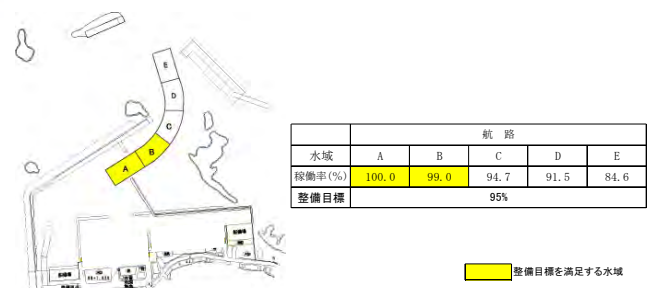 E
D
C
B
A
航 路
水域 A B C D E
稼働率(%) 100.0 99.0 94.7 91.5 84.6
整備目標 95%
整備目標を満足する水域